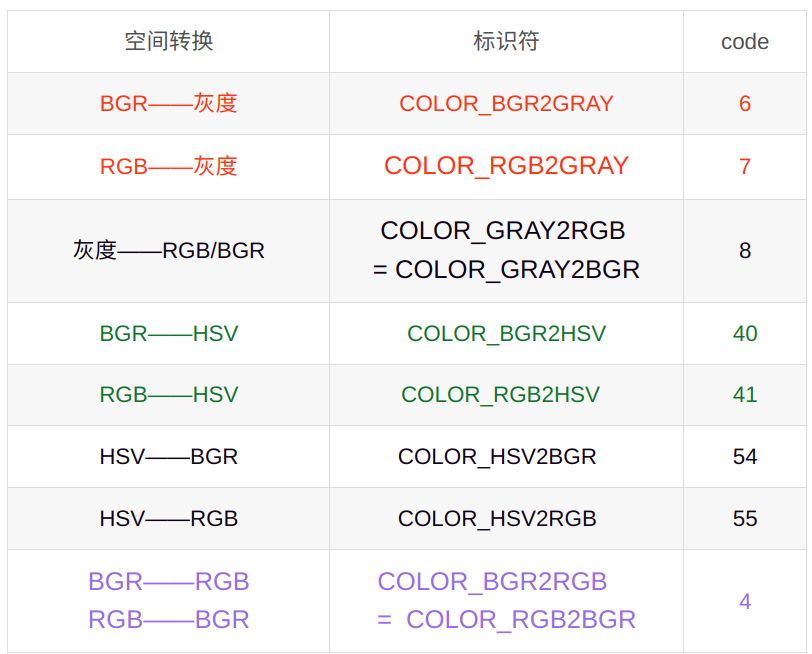 空间转换 标识符 code
BGR——灰度 COLOR_BGR2GRAY 6
RGB——灰度 COLOR_RGB2GRAY 7
灰度——RGB/BGR COLOR_GRAY2RGB
= COLOR_GRAY2BGR 8
BGR——HSV COLOR_BGR2HSV 40
RGB——HSV COLOR_RGB2HSV 41
HSV——BGR COLOR_HSV2BGR 54
HSV——RGB COLOR_HSV2RGB 55
BGR——RGB COLOR_BGR2RGB
RGB——BGR = COLOR_RGB2BGR 4